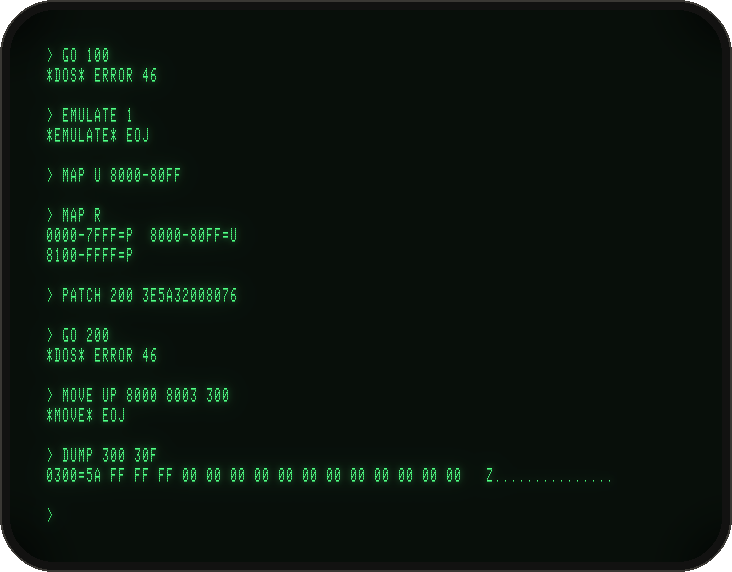 > GO 100
*DOS* ERROR 46
> EMULATE 1
*EMULATE* EOJ
> MAP U 8000-80FF
> MAP R
0000-7FFF=P  8000-80FF=U
8100-FFFF=P
> PATCH 200 3E5A32008076
> GO 200
*DOS* ERROR 46
> MOVE UP 8000 8003 300
*MOVE* EOJ
> DUMP 300 30F
0300=5A FF FF FF 00 00 00 00 00 00 00 00 00 00 00 00   Z...............
>